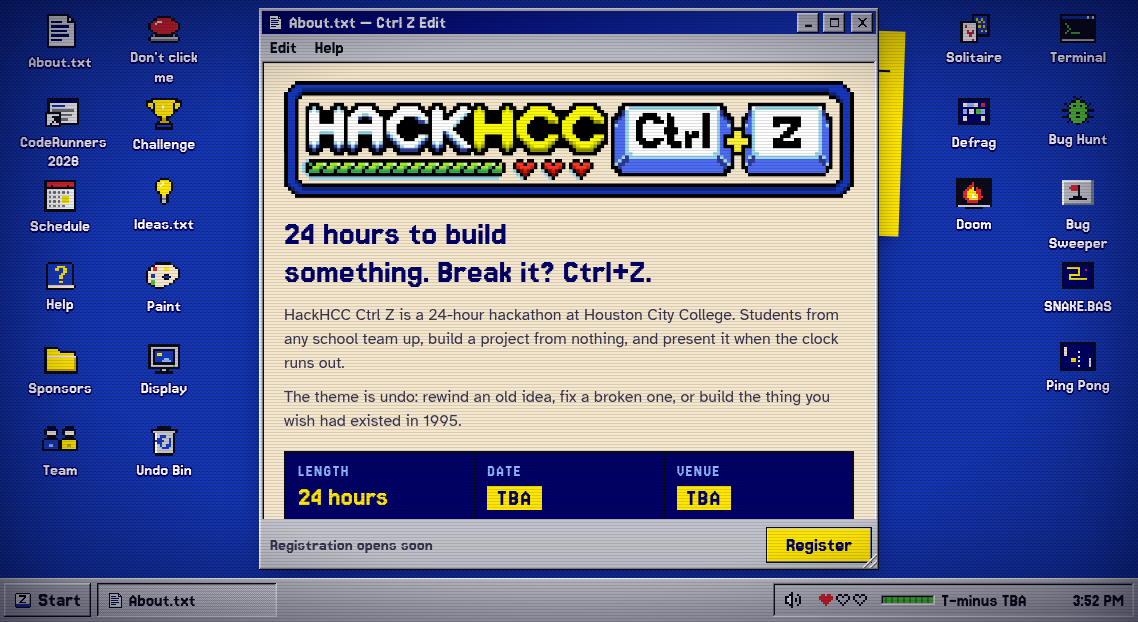 About.txt — Ctrl Z Edit
Edit Help
HACKHCC Ctrl + Z
24 hours to build
something. Break it? Ctrl+Z.
HackHCC Ctrl Z is a 24-hour hackathon at Houston City College. Students from
any school team up, build a project from nothing, and present it when the clock
runs out.
The theme is undo: rewind an old idea, fix a broken one, or build the thing you
wish had existed in 1995.
LENGTH
24 hours
DATE
TBA
VENUE
TBA
Registration opens soon
Register
About.txt
Don't click
me
CodeRunners
2026
Challenge
Schedule
Ideas.txt
Help
Paint
Sponsors
Display
Team
Undo Bin
Solitaire
Terminal
Defrag
Bug Hunt
Doom
Bug
Sweeper
SNAKE.BAS
Ping Pong
Z Start
About.txt
T-minus TBA
3:52 PM